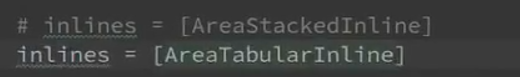 # inlines = [AreaStackedInline]
inlines = [AreaTabularInline]